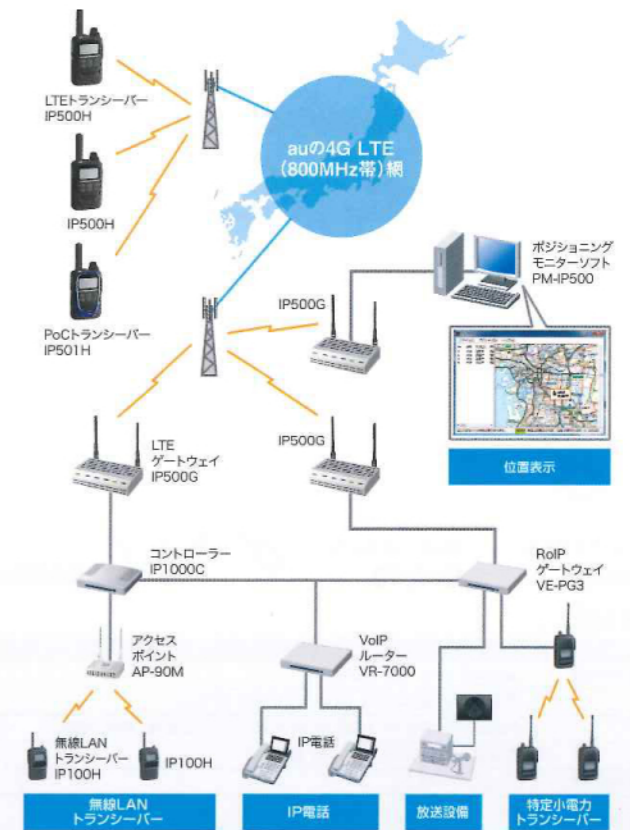 LTEトランシーバー
IP500H
IP500H
PoCトランシーバー
IP501H
auの4G LTE
(800MHz帯)網
ポジショニング
モニターソフト
PM-IP500
IP500G
位置表示
LTE
ゲートウェイ
IP500G
IP500G
コントローラー
IP1000C
RoIP
ゲートウェイ
VE-PG3
アクセス
ポイント
AP-90M
VoIP
ルーター
VR-7000
無線LAN
トランシーバー
IP100H
IP100H
IP電話
無線LAN
トランシーバー
IP電話
放送設備
特定小電力
トランシーバー